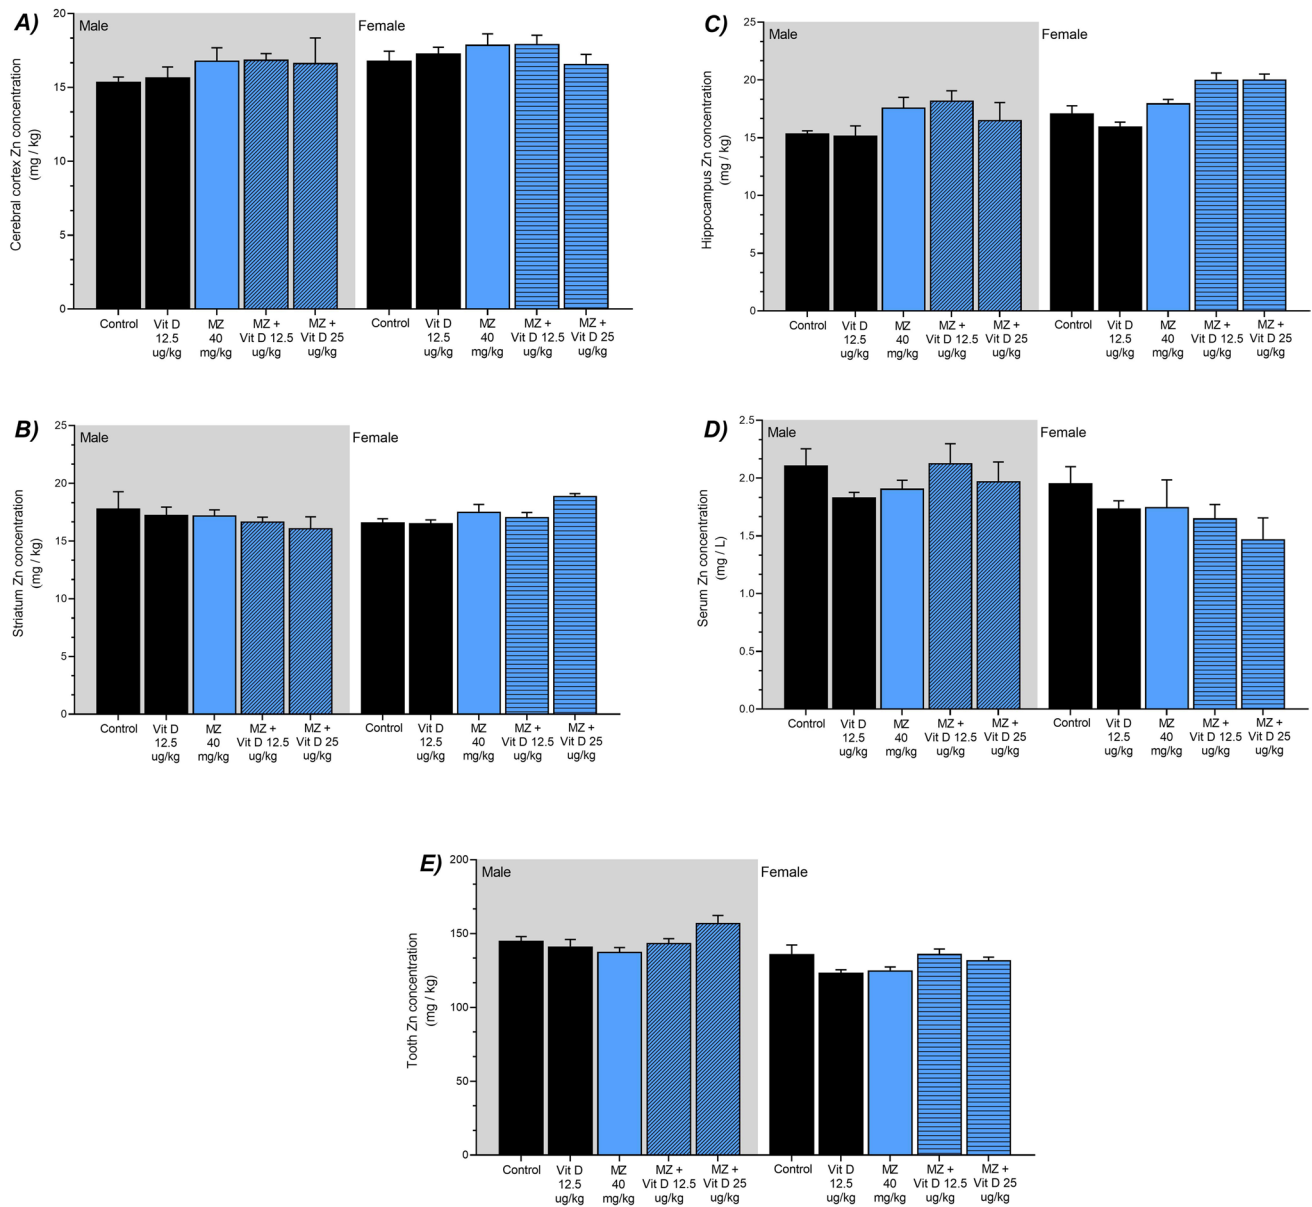 A)
Cerebral cortex Zn concentration
(mg / kg)
20
15
10
5
0
Male
Female
Control
Vit D
12.5
ug/kg
MZ
40
mg/kg
MZ +
Vit D 12.5
ug/kg
MZ +
Vit D 25
ug/kg
Control
Vit D
12.5
ug/kg
MZ
40
mg/kg
MZ +
Vit D 12.5
ug/kg
MZ +
Vit D 25
ug/kg
C)
Hippocampus Zn concentration
(mg / kg)
25
20
15
10
5
0
Male
Female
Control
Vit D
12.5
ug/kg
MZ
40
mg/kg
MZ +
Vit D 12.5
ug/kg
MZ +
Vit D 25
ug/kg
Control
Vit D
12.5
ug/kg
MZ
40
mg/kg
MZ +
Vit D 12.5
ug/kg
MZ +
Vit D 25
ug/kg
B)
Striatum Zn concentration
(mg / kg)
25
20
15
10
5
0
Male
Female
Control
Vit D
12.5
ug/kg
MZ
40
mg/kg
MZ +
Vit D 12.5
ug/kg
MZ +
Vit D 25
ug/kg
Control
Vit D
12.5
ug/kg
MZ
40
mg/kg
MZ +
Vit D 12.5
ug/kg
MZ +
Vit D 25
ug/kg
D)
Serum Zn concentration
(mg / L)
2.5
2.0
1.5
1.0
0.5
0.0
Male
Female
Control
Vit D
12.5
ug/kg
MZ
40
mg/kg
MZ +
Vit D 12.5
ug/kg
MZ +
Vit D 25
ug/kg
Control
Vit D
12.5
ug/kg
MZ
40
mg/kg
MZ +
Vit D 12.5
ug/kg
MZ +
Vit D 25
ug/kg
E)
Tooth Zn concentration
(mg / kg)
200
150
100
50
0
Male
Female
Control
Vit D
12.5
ug/kg
MZ
40
mg/kg
MZ +
Vit D 12.5
ug/kg
MZ +
Vit D 25
ug/kg
Control
Vit D
12.5
ug/kg
MZ
40
mg/kg
MZ +
Vit D 12.5
ug/kg
MZ +
Vit D 25
ug/kg